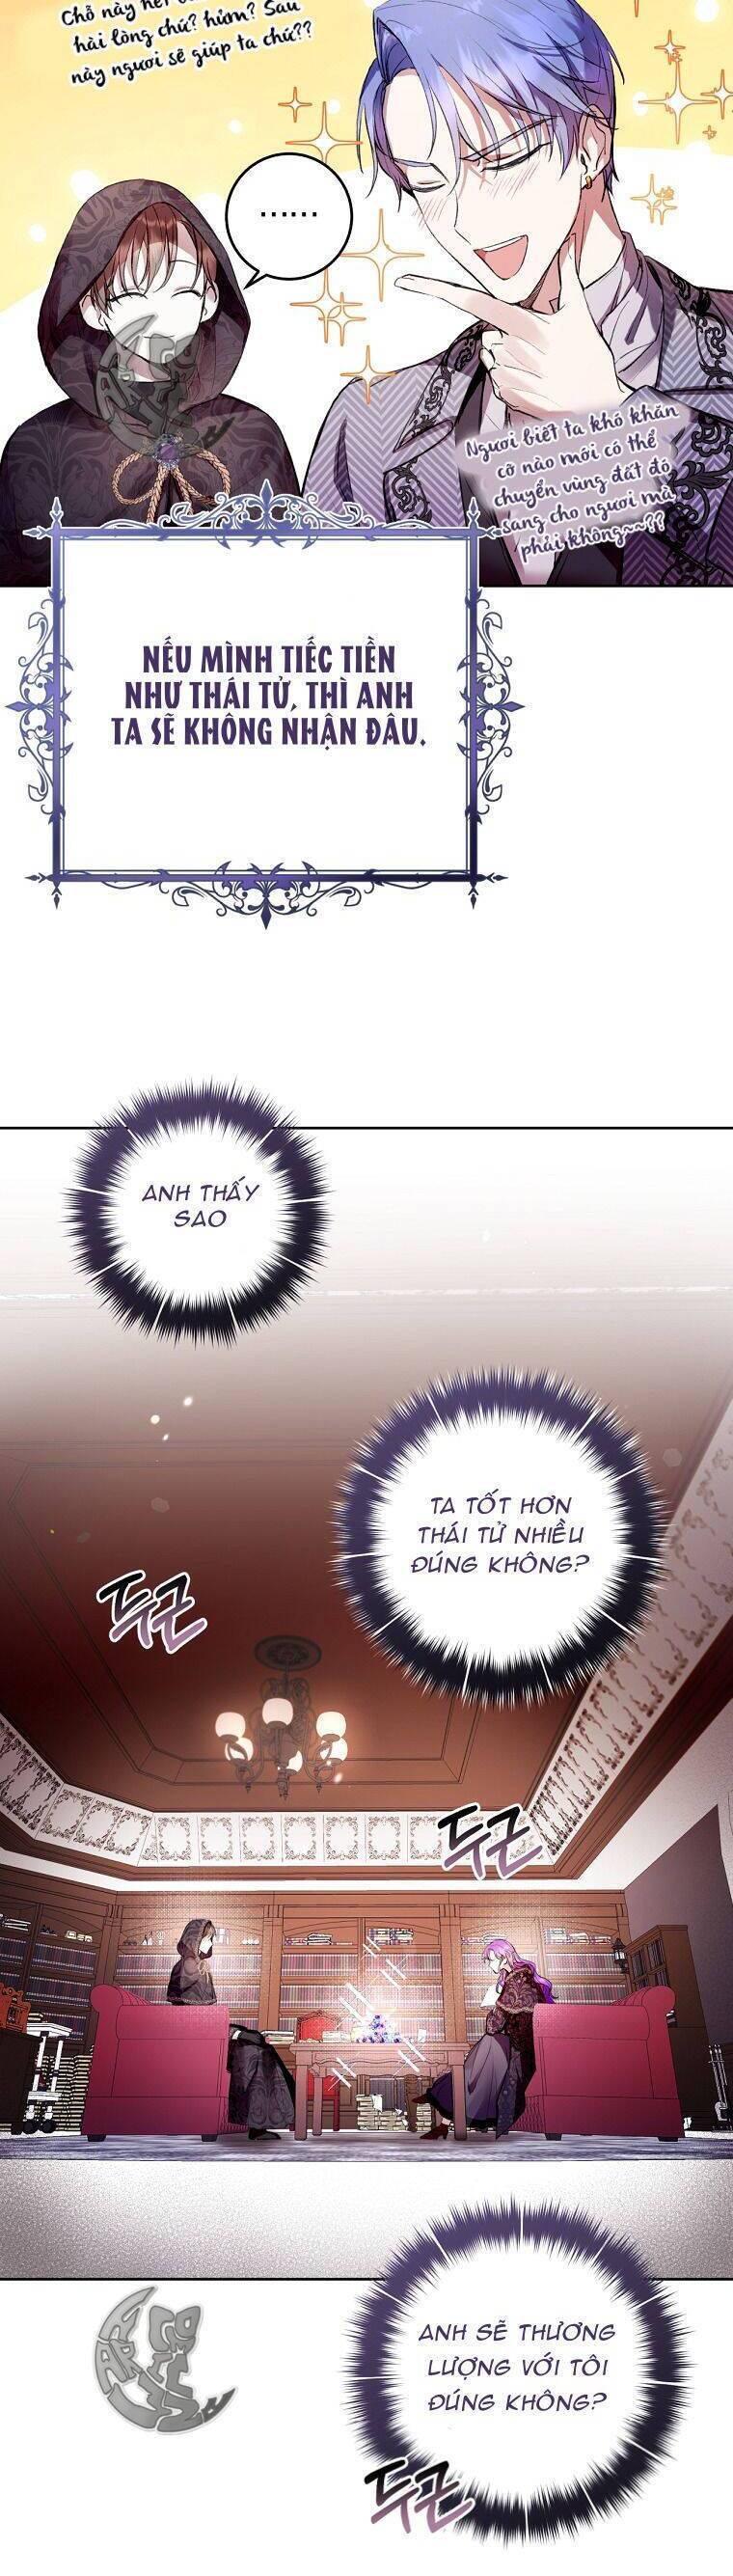 Chỗ này hết
hài lòng chứ? hửm? Sau
này ngươi sẽ giúp ta chứ??
......
Ngươi biết ta khó khăn
cỡ nào mới có thể
chuyển vùng đất đó
sang cho ngươi mà
phải không~~??
NẾU MÌNH TIẾC TIỀN
NHƯ THÁI TỬ, THÌ ANH
TA SẼ KHÔNG NHẬN ĐÂU.
ANH THẤY
SAO
TA TỐT HƠN
THÁI TỬ NHIỀU
ĐÚNG KHÔNG?
두근
두근
ANH SẼ THƯƠNG
LƯỢNG VỚI TÔI
ĐÚNG KHÔNG?
두근